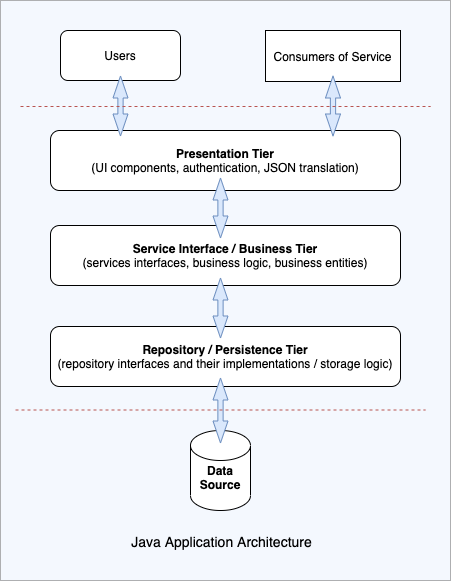 Users
Consumers of Service
Presentation Tier
(UI components, authentication, JSON translation)
Service Interface / Business Tier
(services interfaces, business logic, business entities)
Repository / Persistence Tier
(repository interfaces and their implementations / storage logic)
Data
Source
Java Application Architecture